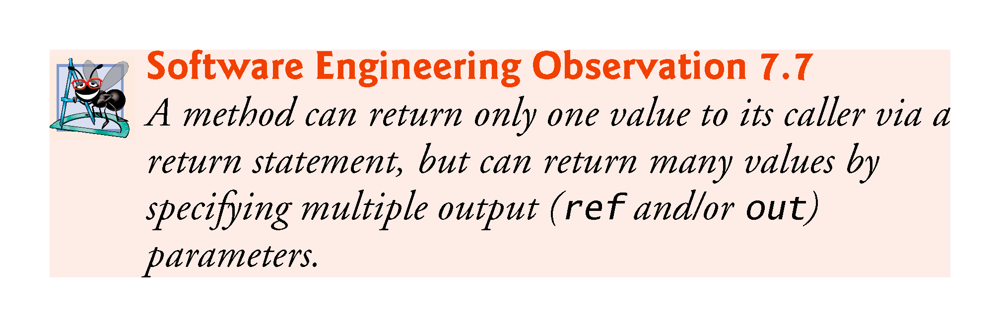 Software Engineering Observation 7.7
A method can return only one value to its caller via a
return statement, but can return many values by
specifying multiple output (ref and/or out)
parameters.